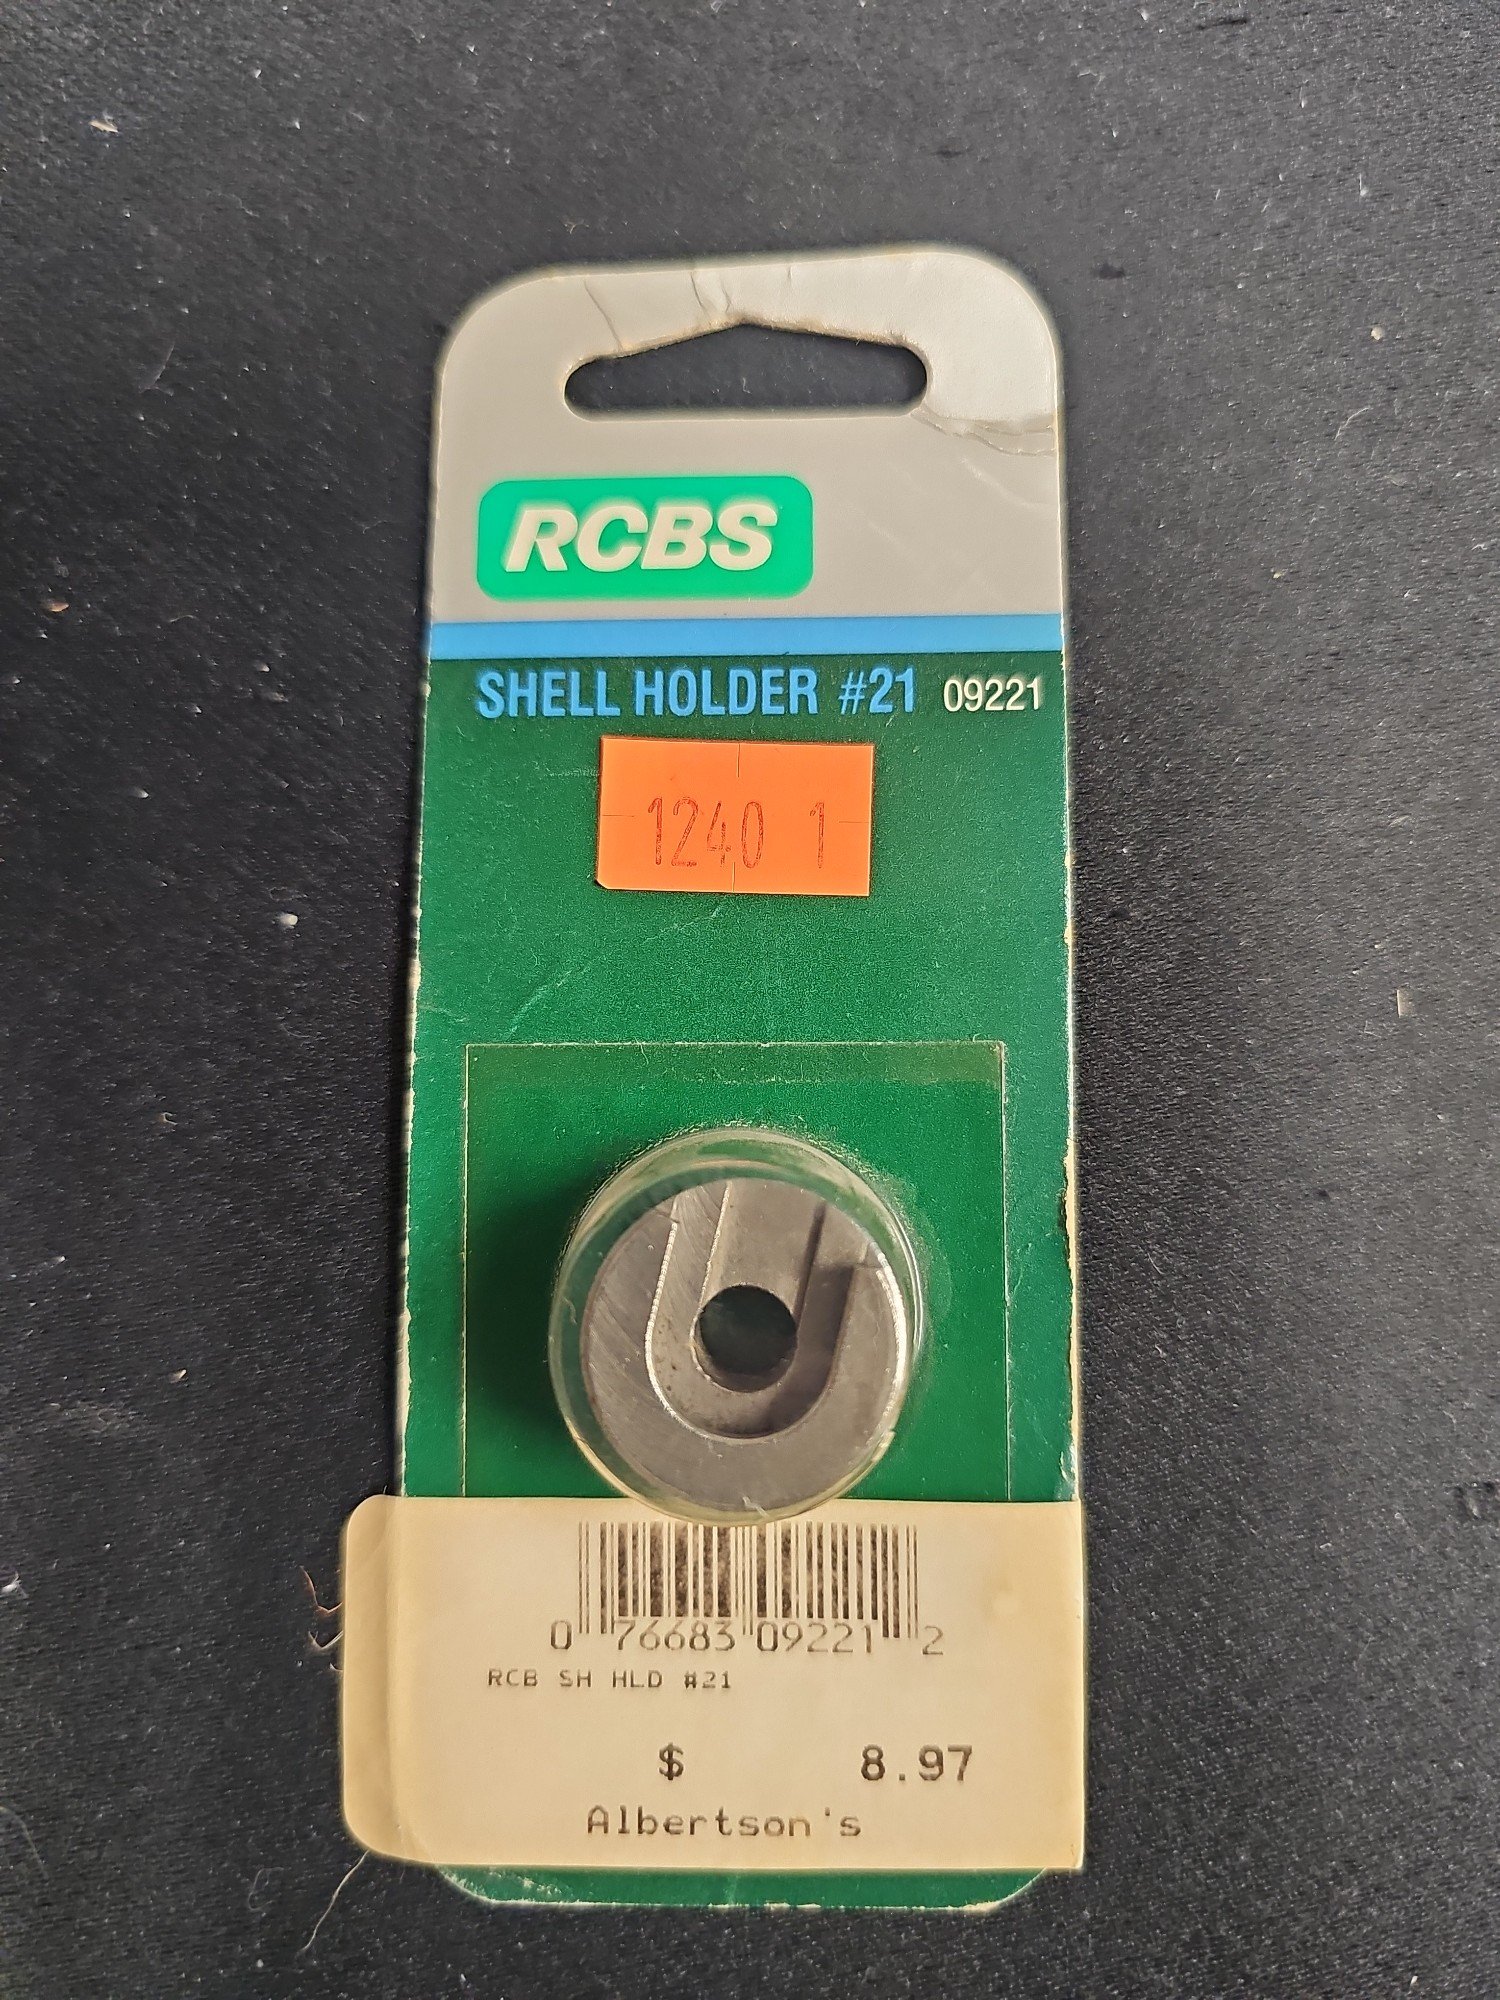 RCBS
SHELL HOLDER #21 09221
1240 1
0 76683 09221 2
RCB SH HLD #21
$ 8.97
Albertson's